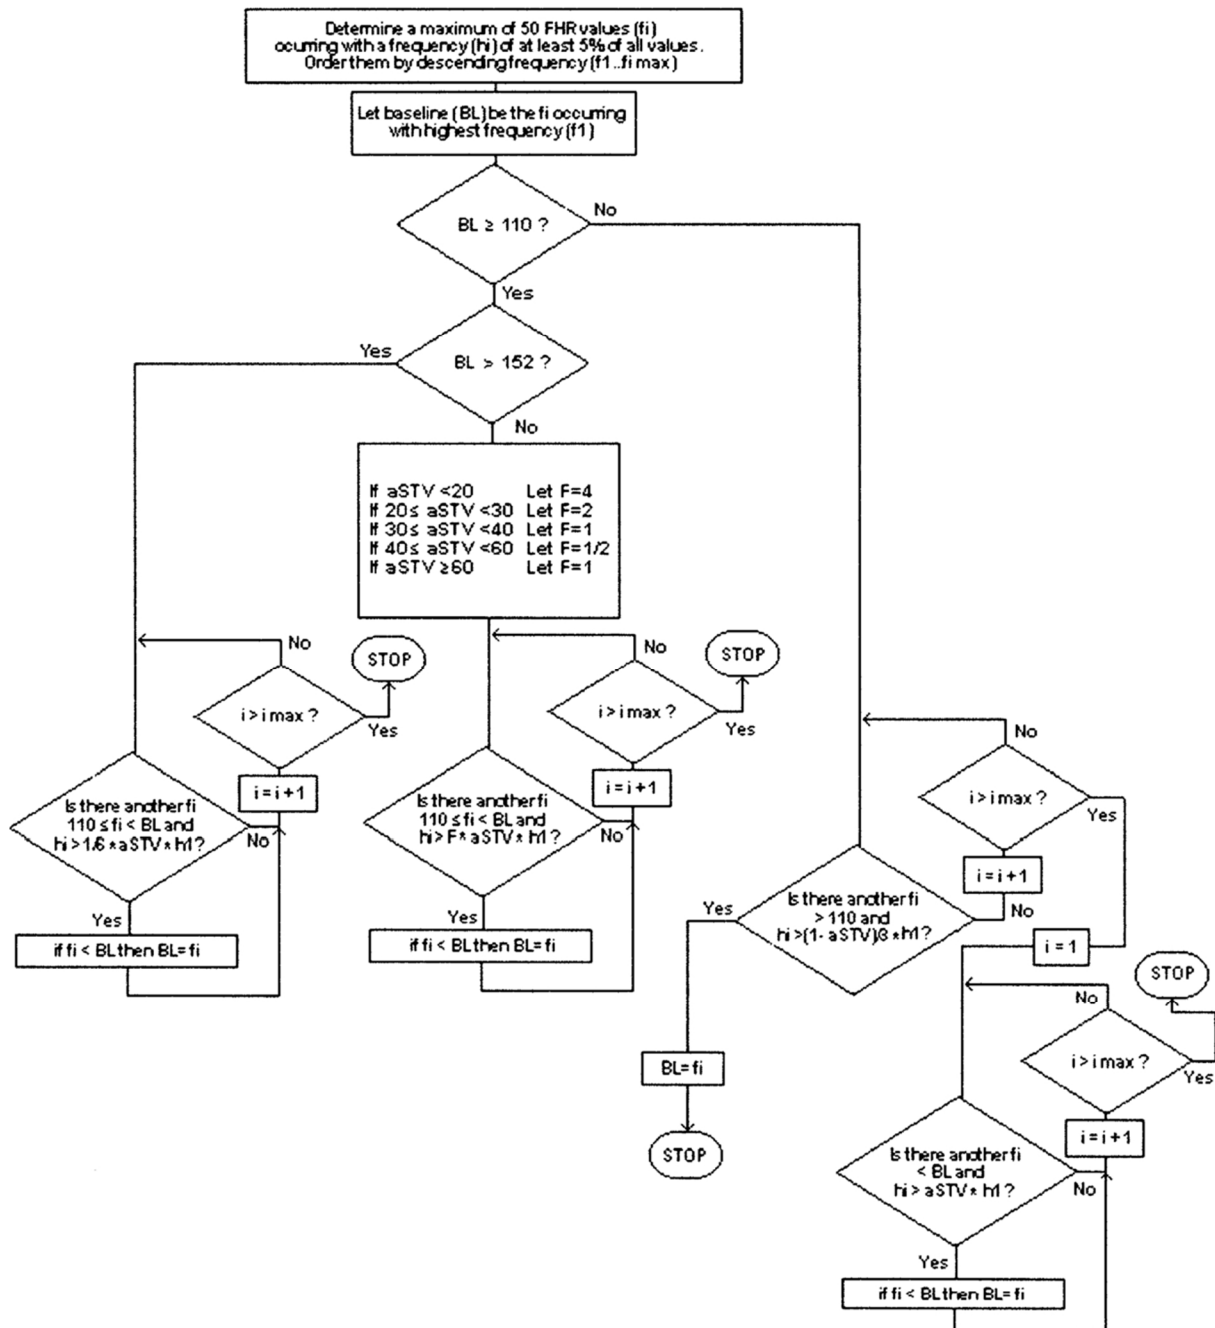 Determine a maximum of 50 FHR values (fi)
ocurring with a frequency (hi) of at least 5% of all values.
Order them by descending frequency (f1..fi max)
Let baseline (BL) be the fi occurring
with highest frequency (f1)
BL ≥ 110 ?
No
Yes
BL > 152 ?
Yes
No
If aSTV <20 Let F=4
If 20≤ aSTV <30 Let F=2
If 30≤ aSTV <40 Let F=1
If 40≤ aSTV <60 Let F=1/2
If aSTV ≥60 Let F=1
No
STOP
i > i max ?
Yes
i = i + 1
Is there another fi
110 ≤ fi < BL and
hi > 1/6 * aSTV * h1?
No
Yes
if fi < BL then BL= fi
No
STOP
i > i max ?
Yes
i = i + 1
Is there another fi
110 ≤ fi < BL and
hi > F * aSTV * h1?
No
Yes
if fi < BL then BL= fi
No
i > i max ?
Yes
i = i + 1
Is there another fi
> 110 and
hi >(1- aSTV)/3 * h1?
No
Yes
BL= fi
STOP
i = 1
No
STOP
i > i max ?
Yes
i = i + 1
Is there another fi
< BL and
hi > aSTV * h1 ?
No
Yes
if fi < BL then BL= fi